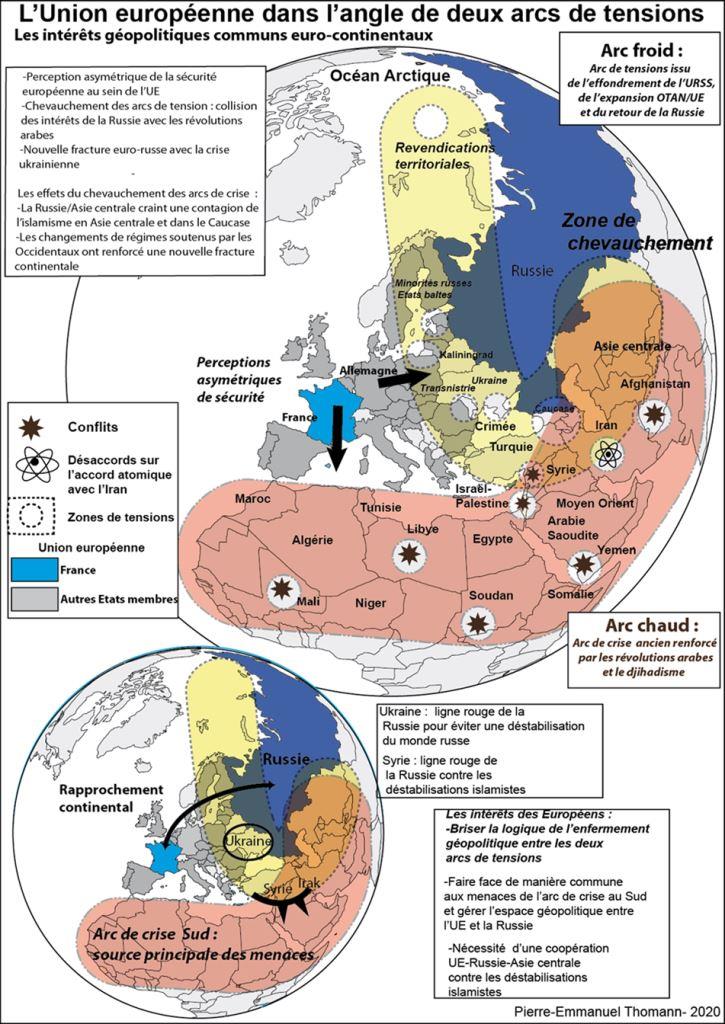 L'Union européenne dans l'angle de deux arcs de tensions
Les intérêts géopolitiques communs euro-continentaux
Arc froid :
Arc de tensions issu
de l'effondrement de l'URSS,
de l'expansion OTAN/UE
et du retour de la Russie
-Perception asymétrique de la sécurité
européenne au sein de l'UE
-Chevauchement des arcs de tension : collision
des intérêts de la Russie avec les révolutions
arabes
-Nouvelle fracture euro-russe avec la crise
ukrainienne
-
Les effets du chevauchement des arcs de crise :
-La Russie/Asie centrale craint une contagion de
l'islamisme en Asie centrale et dans le Caucase
-Les changements de régimes soutenus par les
Occidentaux ont renforcé une nouvelle fracture
continentale
Océan Arctique
Revendications
territoriales
Zone de
chevauchement
Russie
Minorités russes
Etats baltes
Perceptions
asymétriques
de sécurité
Kaliningrad
Allemagne
Transnistrie
Ukraine
Asie centrale
Afghanistan
France
Crimée
Caucase
Iran
Turquie
Syrie
Israël-
Palestine
Moyen Orient
Maroc
Tunisie
Arabie
Saoudite
Algérie
Libye
Egypte
Yemen
Mali
Niger
Soudan
Somalie
Conflits
Désaccords sur
l'accord atomique
avec l'Iran
Zones de tensions
Union européenne
France
Autres Etats membres
Arc chaud :
Arc de crise ancien renforcé
par les révolutions arabes
et le djihadisme
Ukraine : ligne rouge de la
Russie pour éviter une déstabilisation
du monde russe
Syrie : ligne rouge de
la Russie contre les
déstabilisations islamistes
Rapprochement
continental
Russie
Ukraine
Syrie
Irak
Arc de crise Sud :
source principale des menaces
Les intérêts des Européens :
-Briser la logique de l'enfermement
géopolitique entre les deux
arcs de tensions
-Faire face de manière commune
aux menaces de l'arc de crise au Sud
et gérer l'espace géopolitique entre
l'UE et la Russie
-Nécessité d'une coopération
UE-Russie-Asie centrale
contre les déstabilisations
islamistes
Pierre-Emmanuel Thomann- 2020